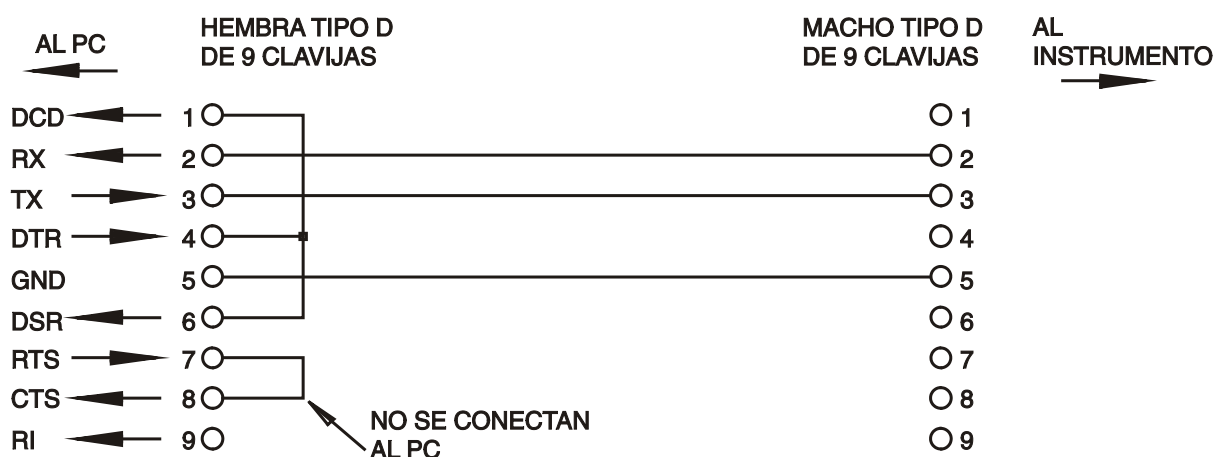 AL PC
HEMBRA TIPO D
DE 9 CLAVIJAS
MACHO TIPO D
DE 9 CLAVIJAS
AL
INSTRUMENTO
DCD 1 1
RX 2 2
TX 3 3
DTR 4 4
GND 5 5
DSR 6 6
RTS 7 7
CTS 8 8
RI 9 9
NO SE CONECTAN
AL PC